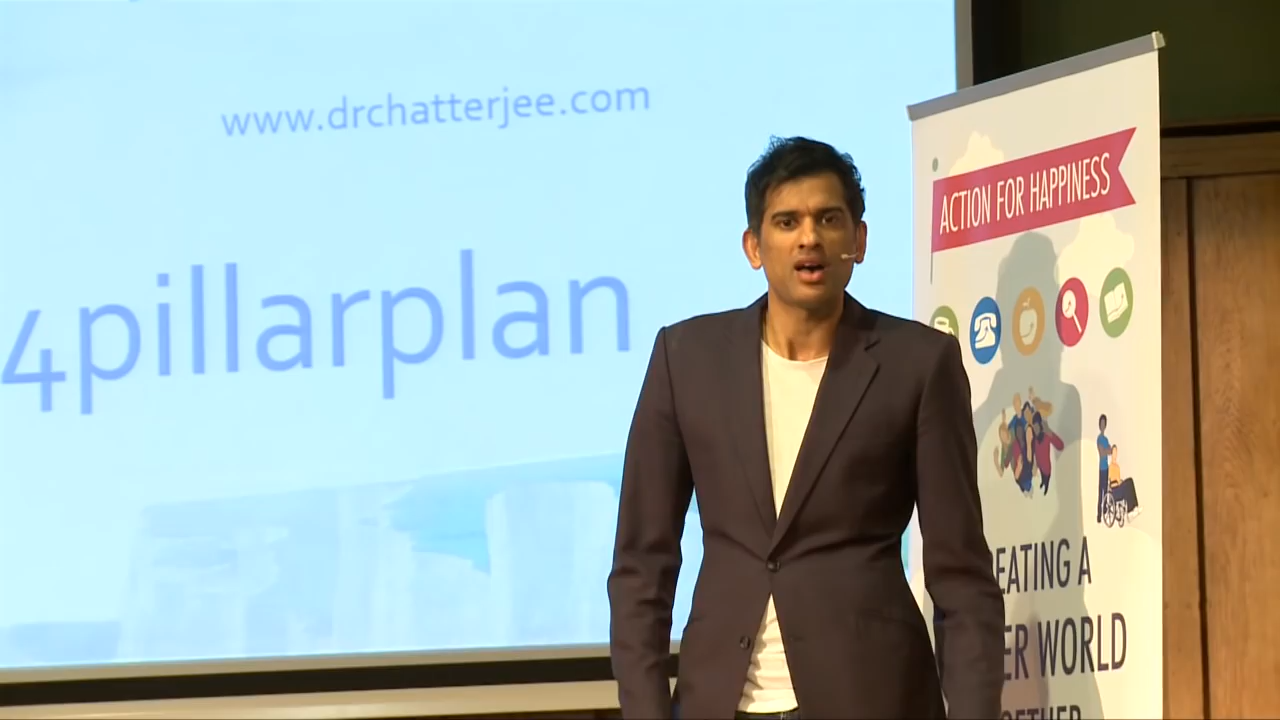 www.drchatterjee.com
4pillarplan
ACTION FOR HAPPINESS
EATING A
ER WORLD